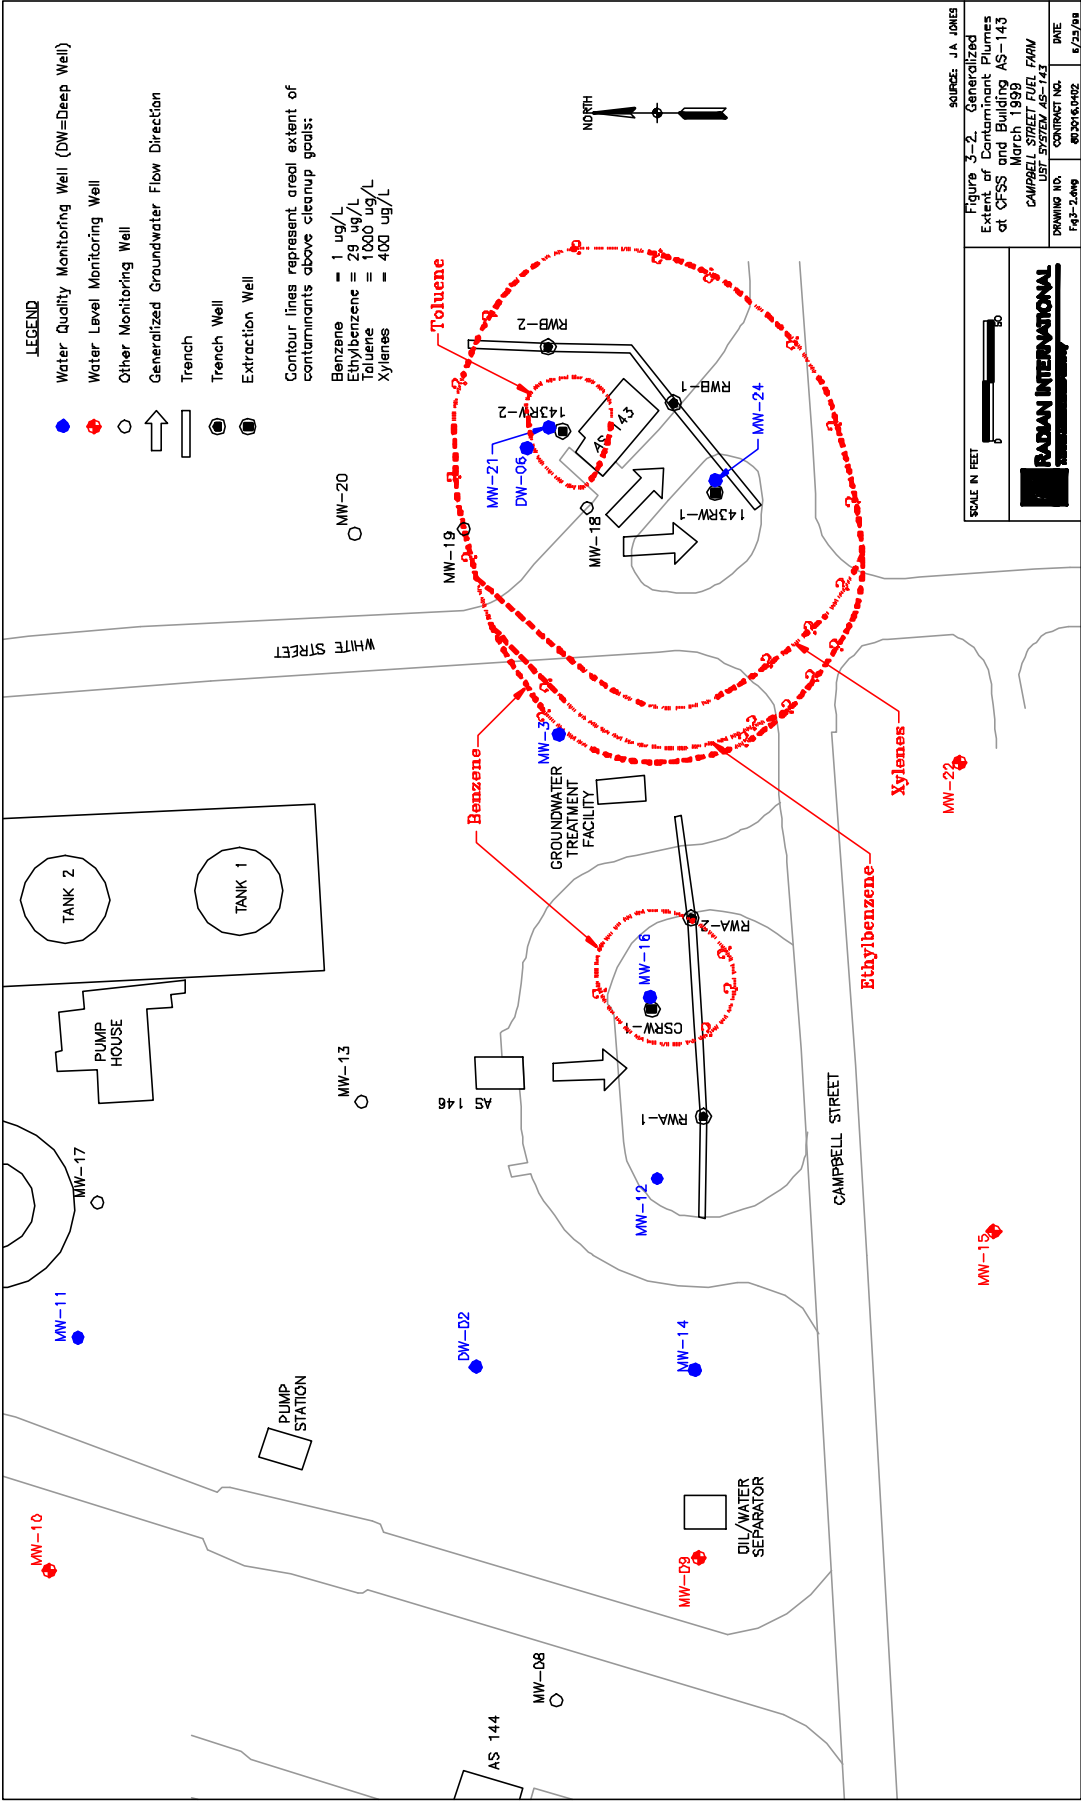 LEGEND
Water Quality Monitoring Well (DW=Deep Well)
Water Level Monitoring Well
Other Monitoring Well
Generalized Groundwater Flow Direction
Trench
Trench Well
Extraction Well
Contour lines represent areal extent of
contaminants above cleanup goals:
Benzene = 1 ug/L
Ethylbenzene = 29 ug/L
Toluene = 1000 ug/L
Xylenes = 400 ug/L
NORTH
TANK 2
TANK 1
PUMP
HOUSE
MW-17
MW-11
MW-10
MW-13
MW-20
WHITE STREET
MW-19
Toluene
RWB-2
143RW-2
MW-21
DW-06
AS 143
RWB-1
MW-24
143RW-1
MW-18
Benzene
MW-3
GROUNDWATER
TREATMENT
FACILITY
AS 146
MW-16
CSRW-1
RWA-2
RWA-1
MW-12
DW-D2
MW-14
PUMP
STATION
OIL/WATER
SEPARATOR
MW-D9
MW-D8
AS 144
CAMPBELL STREET
Ethylbenzene
Xylenes
MW-22
MW-15
SCALE IN FEET
0 50
RADIAN INTERNATIONAL
SOURCE: JA JONES
Figure 3-2. Generalized
Extent of Contaminant Plumes
at CFSS and Building AS-143
March 1999
CAMPBELL STREET FUEL FARM
UST SYSTEM AS-143
DRAWING NO. CONTRACT NO. DATE
Fig3-2.dwg 803016.0402 6/25/99